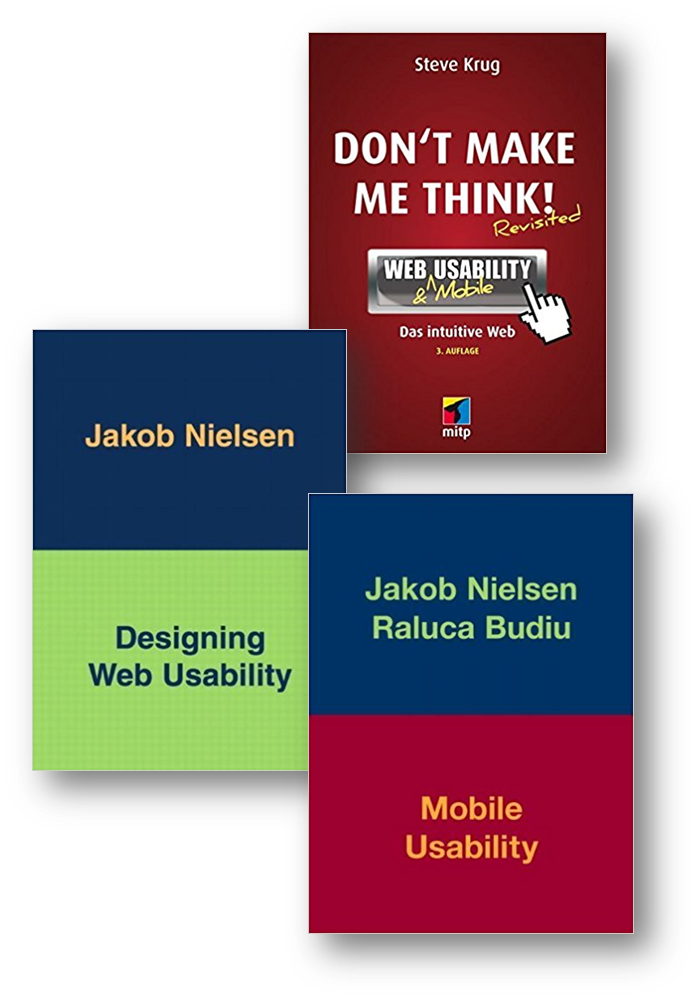 Steve Krug
DON'T MAKE
ME THINK!
Revisited
WEB USABILITY
& Mobile
Das intuitive Web
3. AUFLAGE
mitp
Jakob Nielsen
Designing
Web Usability
Jakob Nielsen
Raluca Budiu
Mobile
Usability